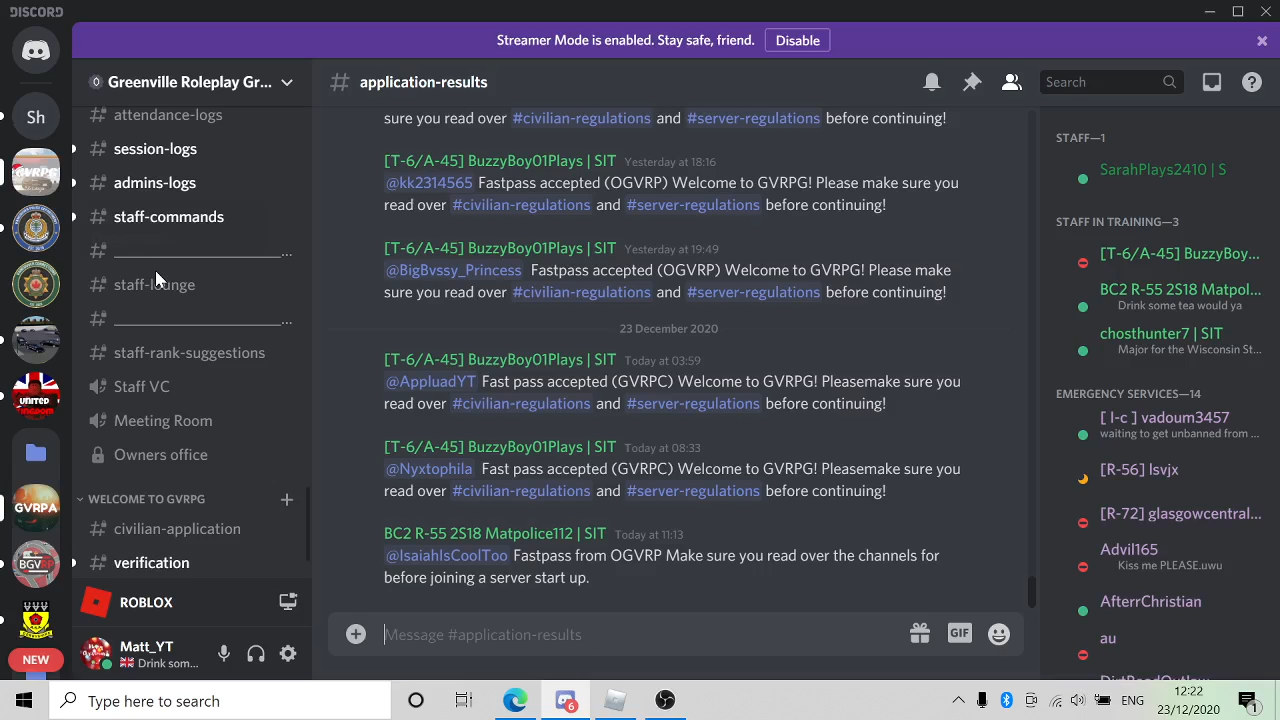 DISCORD
Streamer Mode is enabled. Stay safe, friend. Disable
Greenville Roleplay Gr...
# application-results
Search
Sh
GVRPG
UNITED
GVRPA
BGVRP
NEW
attendance-logs
session-logs
admins-logs
staff-commands
____________________...
staff-lounge
____________________...
staff-rank-suggestions
Staff VC
Meeting Room
Owners office
WELCOME TO GVRPG
civilian-application
verification
ROBLOX
Matt_YT
Drink som...
sure you read over #civilian-regulations and #server-regulations before continuing!
[T-6/A-45] BuzzyBoy01Plays | SIT Yesterday at 18:16
@kk2314565 Fastpass accepted (OGVRP) Welcome to GVRPG! Please make sure you
read over #civilian-regulations and #server-regulations before continuing!
[T-6/A-45] BuzzyBoy01Plays | SIT Yesterday at 19:49
@BigBvssy_Princess Fastpass accepted (OGVRP) Welcome to GVRPG! Please make
sure you read over #civilian-regulations and #server-regulations before continuing!
23 December 2020
[T-6/A-45] BuzzyBoy01Plays | SIT Today at 03:59
@AppluadYT Fast pass accepted (GVRPC) Welcome to GVRPG! Pleasemake sure you
read over #civilian-regulations and #server-regulations before continuing!
[T-6/A-45] BuzzyBoy01Plays | SIT Today at 08:33
@Nyxtophila Fast pass accepted (GVRPC) Welcome to GVRPG! Pleasemake sure you
read over #civilian-regulations and #server-regulations before continuing!
BC2 R-55 2S18 Matpolice112 | SIT Today at 11:13
@IsaiahIsCoolToo Fastpass from OGVRP Make sure you read over the channels for
before joining a server start up.
Message #application-results
GIF
STAFF—1
SarahPlays2410 | S
STAFF IN TRAINING—3
[T-6/A-45] BuzzyBoy...
BC2 R-55 2S18 Matpol...
Drink some tea would ya
chosthunter7 | SIT
Major for the Wisconsin St...
EMERGENCY SERVICES—14
[ I-c ] vadoum3457
waiting to get unbanned from ...
[R-56] lsvjx
[R-72] glasgowcentral...
Advil165
Kiss me PLEASE.uwu
AfterrChristian
au
DirtRoadOutlaw
Type here to search
6
ENG
12:22
23/12/2020
1